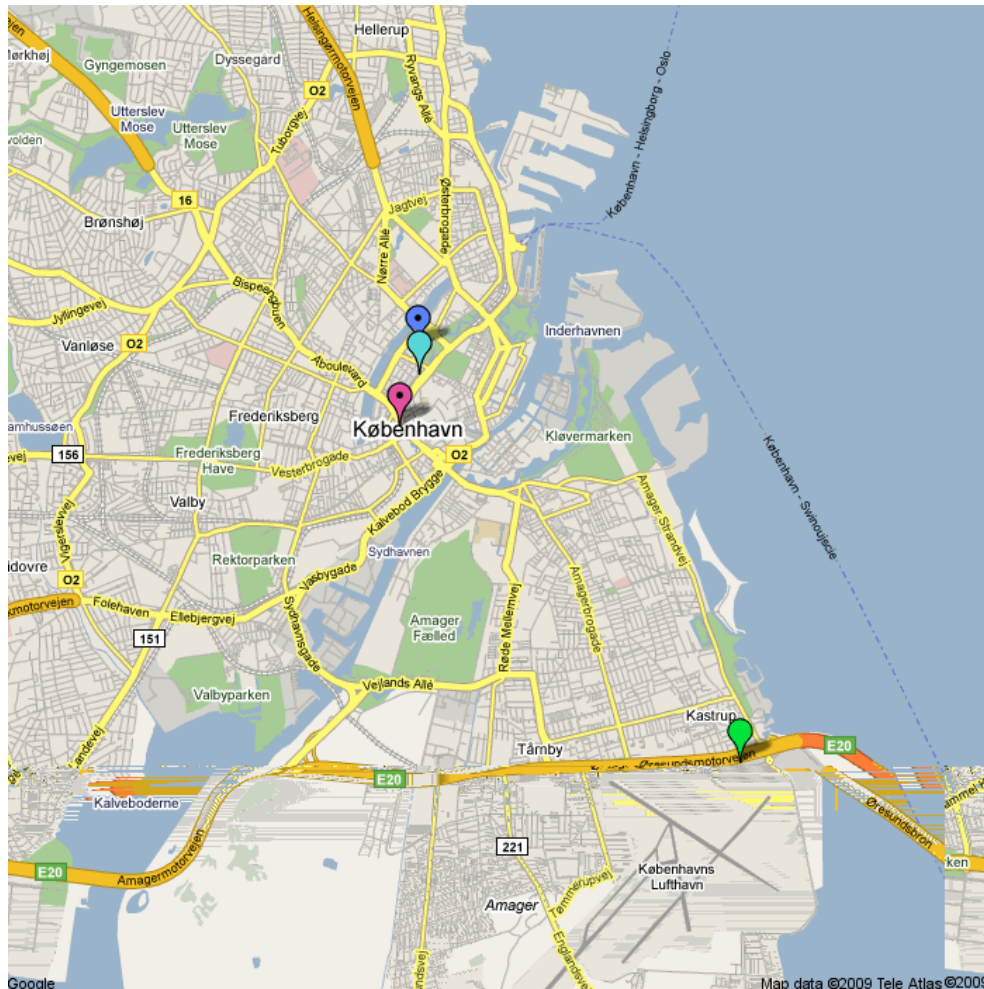 Hellerup
Mørkhøj
Gyngemosen
Dyssegård
Helsingørmotorvejen
Ryvangs Allé
København - Helsingborg - Oslo
O2
Utterslev
Mose
Utterslev
Mose
Tuborgvej
16
Jagtvej
Østerbrogade
Brønshøj
Nørre Allé
Bispeengbuen
Jyllingevej
Inderhavnen
Vanløse
O2
Aboulevard
Frederiksberg
København
Kløvermarken
156
Frederiksberg
Have
Vesterbrogade
O2
København - Swinoujscie
Valby
Kalvebod Brygge
Amager Strandvej
Vigerslevvej
Sydhavnen
Rektorparken
O2
Vasbygade
Folehaven
Ellebjergvej
Amagerbrogade
151
Amager
Fælled
Røde Mellemvej
Sydhavnsgade
Valbyparken
Vejlands Allé
Kastrup
Tårnby
E20
Øresundsmotorvejen
E20
Kalveboderne
Øresundsbron
221
E20
Amagermotorvejen
Københavns
Lufthavn
Tømmerupvej
Amager
Englandsvej
Google
Map data ©2009 Tele Atlas ©2009